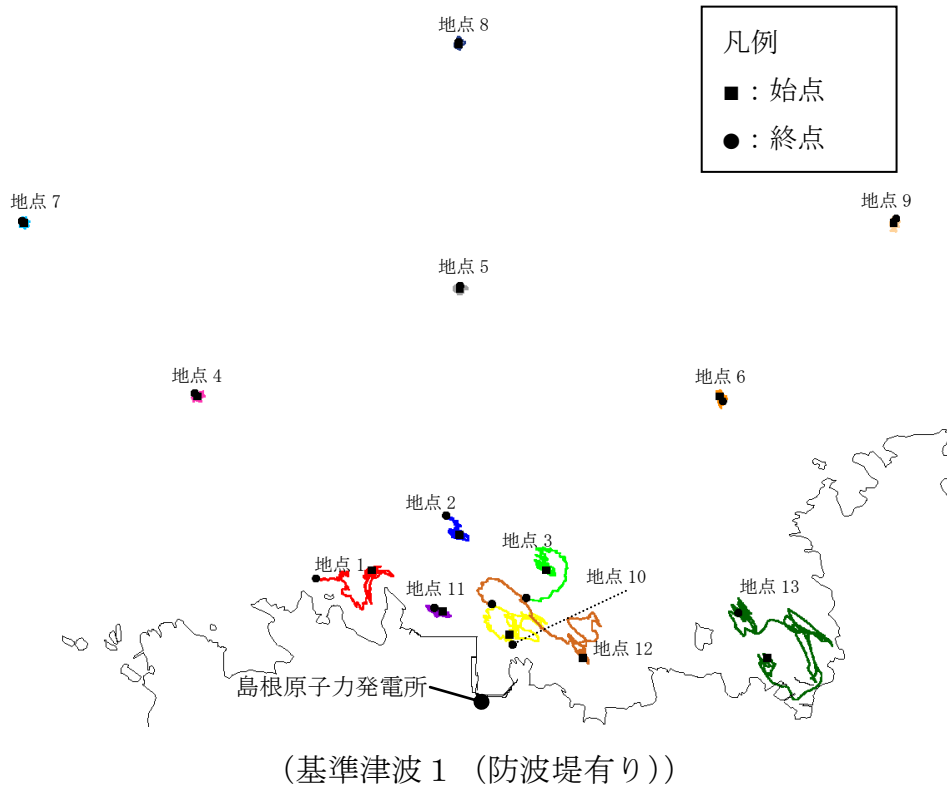 地点 8
凡例
■：始点
●：終点
地点 7
地点 9
地点 5
地点 4
地点 6
地点 2
地点 3
地点 1
地点 10
地点 11
地点 13
地点 12
島根原子力発電所
(基準津波１（防波堤有り))